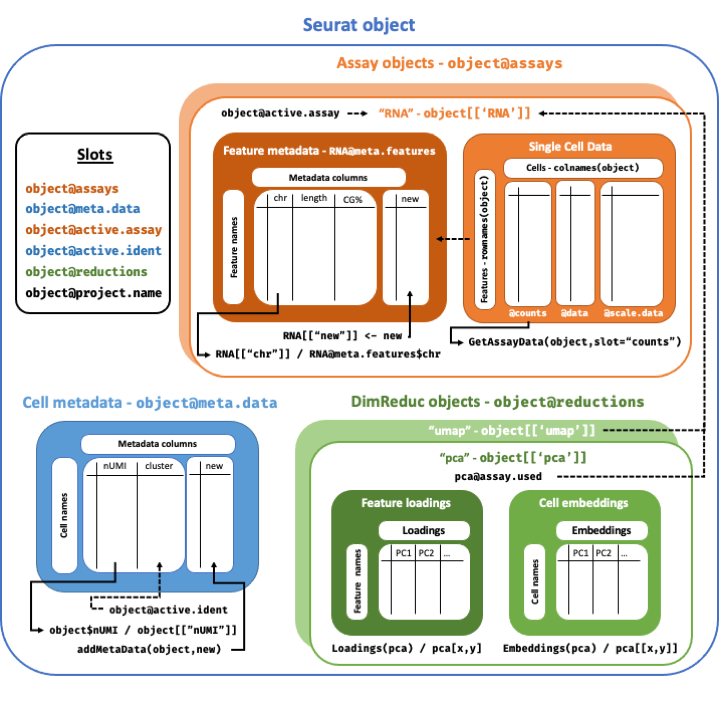 Seurat object
Assay objects - object@assays
object@active.assay
"RNA" - object[['RNA']]
Slots
object@assays
object@meta.data
object@active.assay
object@active.ident
object@reductions
object@project.name
Feature metadata - RNA@meta.features
Metadata columns
Feature names
chr
length
CG%
new
Single Cell Data
Cells - colnames(object)
Features - rownames(object)
@counts
@data
@scale.data
RNA[["new"]] <- new
RNA[["chr"]] / RNA@meta.features$chr
GetAssayData(object,slot="counts")
Cell metadata - object@meta.data
Metadata columns
Cell names
nUMI
cluster
new
object@active.ident
object$nUMI / object[["nUMI"]]
addMetaData(object,new)
DimReduc objects - object@reductions
"umap" - object[['umap']]
"pca" - object[['pca']]
pca@assay.used
Feature loadings
Loadings
Feature names
PC1
PC2
...
Loadings(pca) / pca[x,y]
Cell embeddings
Embeddings
Cell names
PC1
PC2
...
Embeddings(pca) / pca[[x,y]]